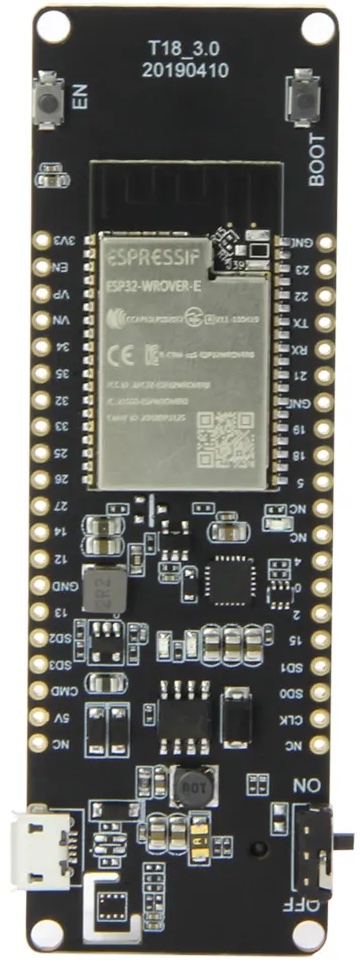 T18_3.0
20190410
EN
BOOT
ESPRESSIF
ESP32-WROVER-E
CE
3V3
EN
VP
VN
34
35
32
33
25
26
27
14
12
GND
13
SD2
SD3
CMD
5V
NC
GND
23
22
TX
RX
21
GND
19
18
5
NC
NC
4
0
2
15
SD1
SD0
CLK
NC
2R2
ON
OFF